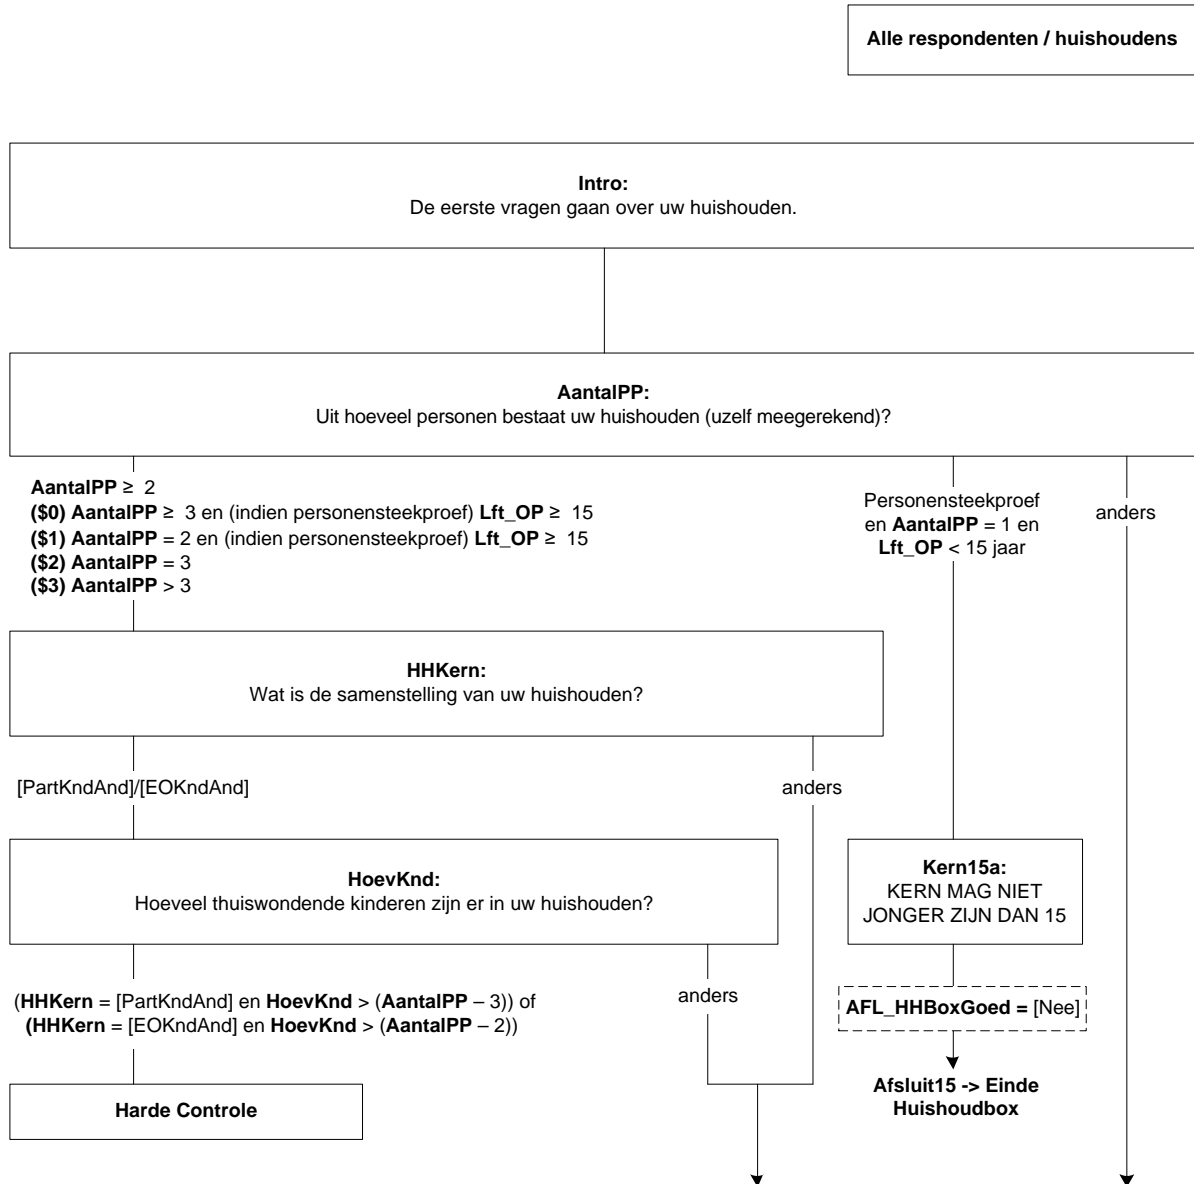 Alle respondenten / huishoudens
Intro:
De eerste vragen gaan over uw huishouden.
AantalPP:
Uit hoeveel personen bestaat uw huishouden (uzelf meegerekend)?
AantalPP ≥ 2
($0) AantalPP ≥ 3 en (indien personensteekproef) Lft_OP ≥ 15
($1) AantalPP = 2 en (indien personensteekproef) Lft_OP ≥ 15
($2) AantalPP = 3
($3) AantalPP > 3
Personensteekproef
en AantalPP = 1 en
Lft_OP < 15 jaar
anders
HHKern:
Wat is de samenstelling van uw huishouden?
[PartKndAnd]/[EOKndAnd]
anders
HoevKnd:
Hoeveel thuiswondende kinderen zijn er in uw huishouden?
Kern15a:
KERN MAG NIET
JONGER ZIJN DAN 15
(HHKern = [PartKndAnd] en HoevKnd > (AantalPP – 3)) of
(HHKern = [EOKndAnd] en HoevKnd > (AantalPP – 2))
anders
AFL_HHBoxGoed = [Nee]
Harde Controle
Afsluit15 -> Einde
Huishoudbox